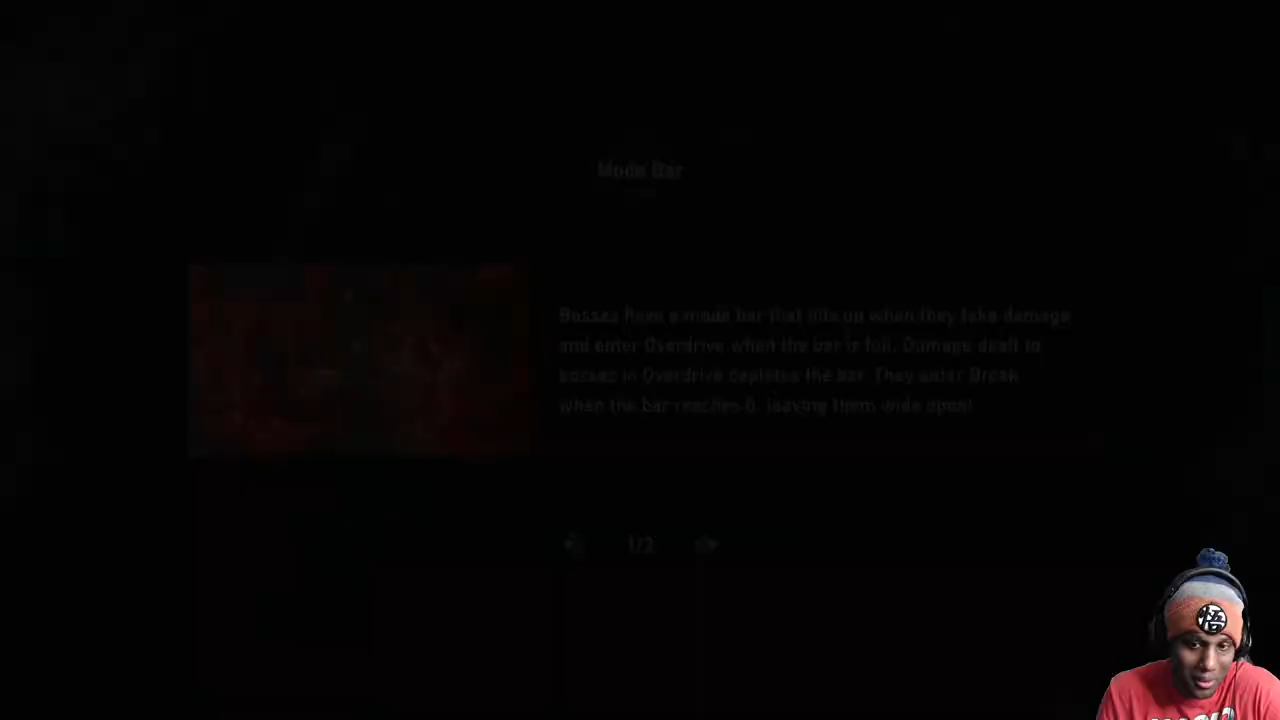 Mode Bar
Bosses have a mode bar that fills up when they take damage
and enter Overdrive when the bar is full. Damage dealt to
bosses in Overdrive depletes the bar. They enter Break
when the bar reaches 0, leaving them wide open!
1/2
悟